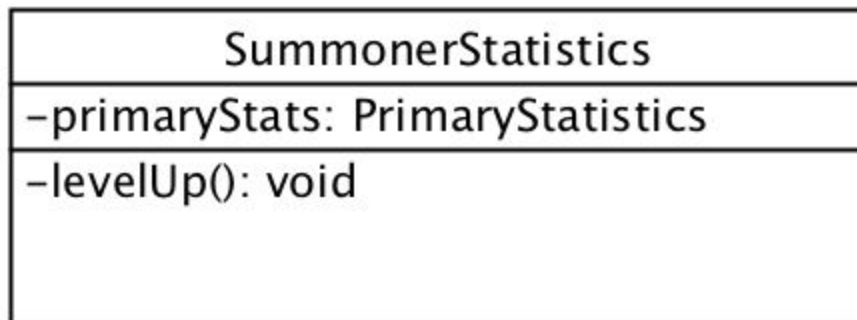 SummonerStatistics
-primaryStats: PrimaryStatistics
-levelUp(): void